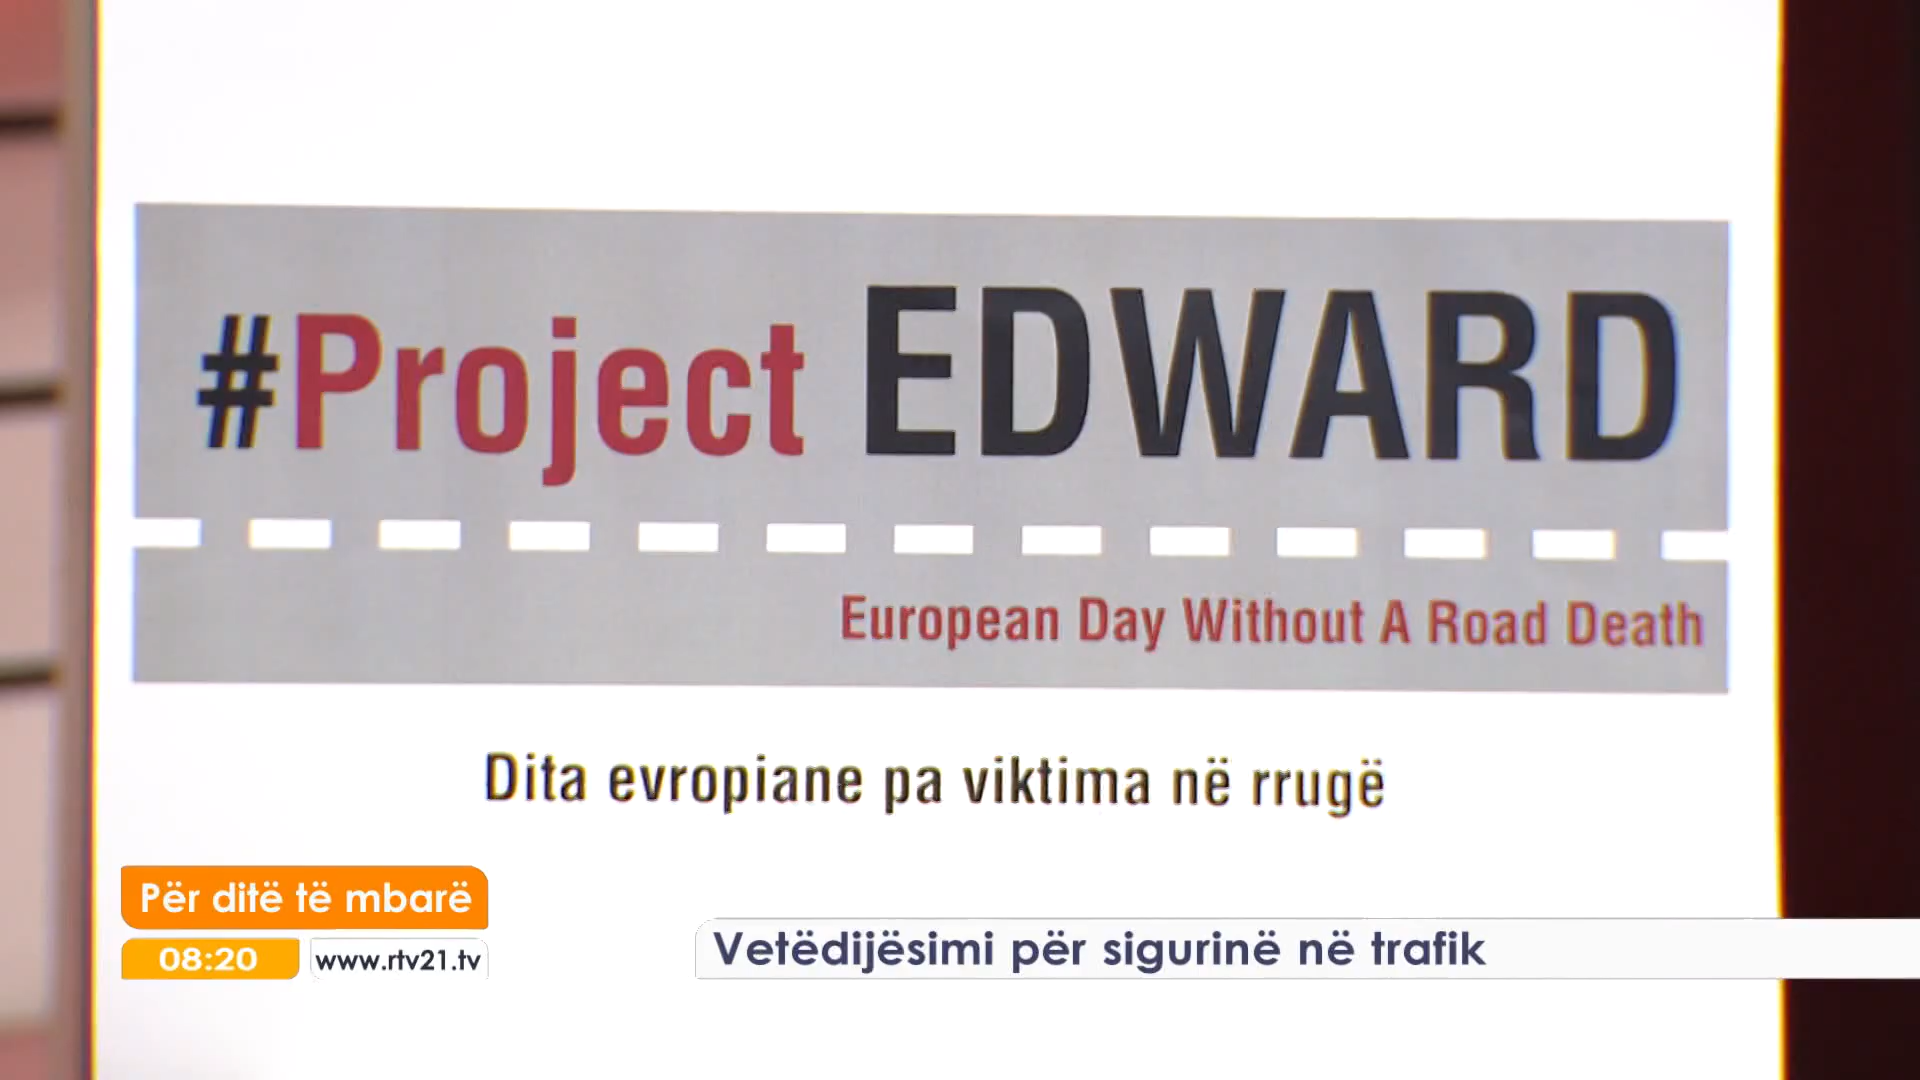 #Project EDWARD
European Day Without A Road Death
Dita evropiane pa viktima në rrugë
Për ditë të mbarë
08:20 www.rtv21.tv
Vetëdijësimi për sigurinë në trafik